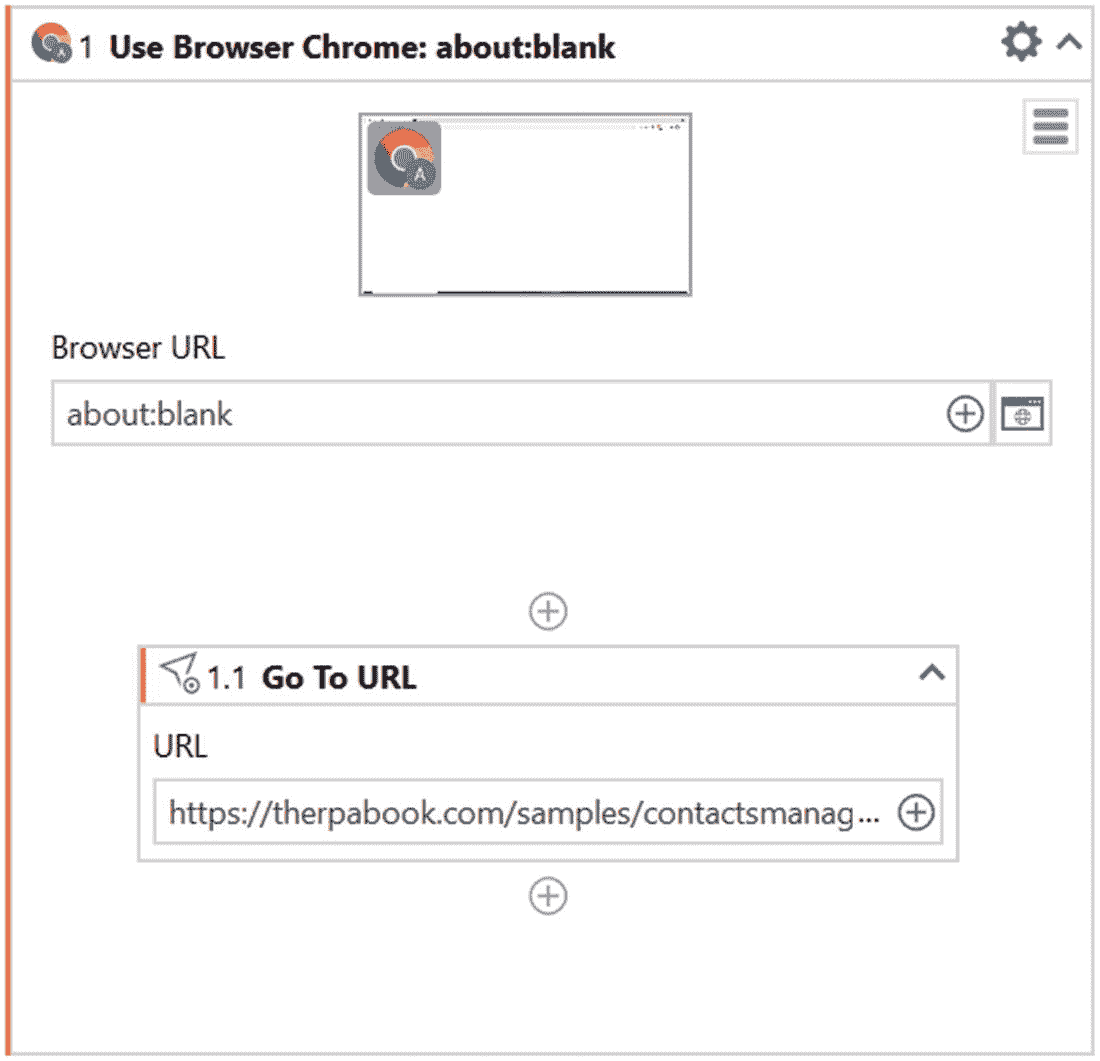 1 Use Browser Chrome: about:blank
A
Browser URL
about:blank
1.1 Go To URL
URL
https://therpabook.com/samples/contactsmanag...